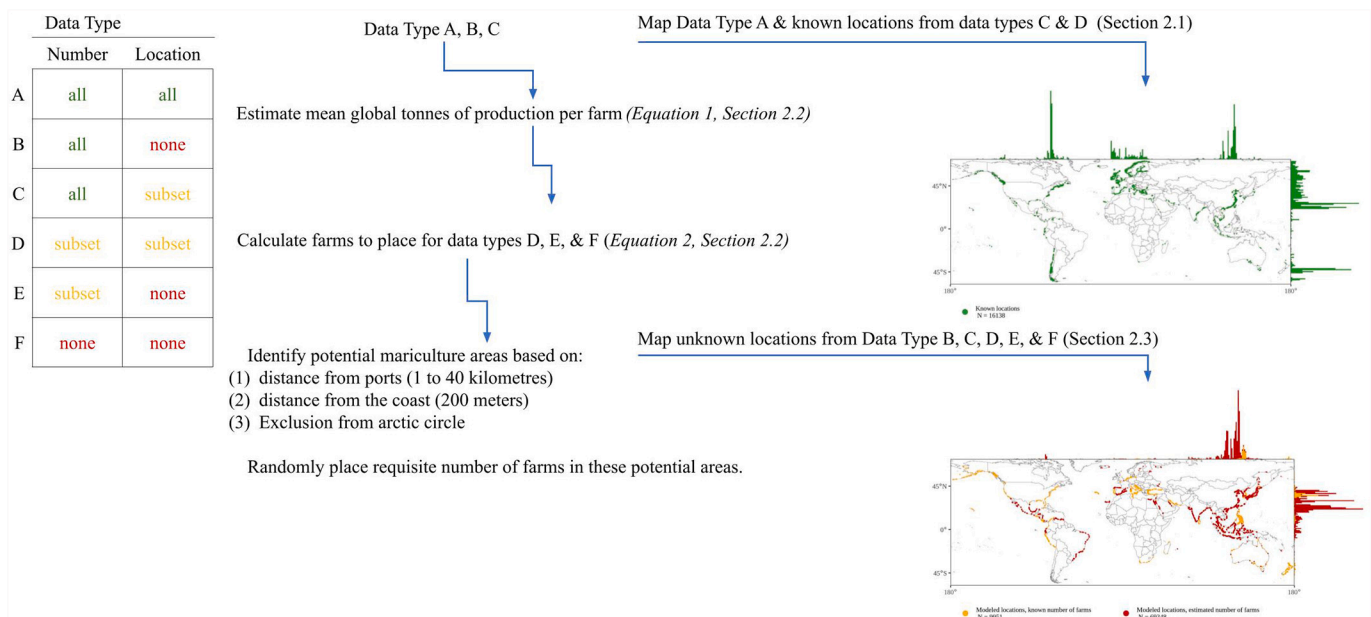 Data Type
Number Location
A all all
B all none
C all subset
D subset subset
E subset none
F none none
Data Type A, B, C
Estimate mean global tonnes of production per farm (Equation 1, Section 2.2)
Calculate farms to place for data types D, E, & F (Equation 2, Section 2.2)
Identify potential mariculture areas based on:
(1) distance from ports (1 to 40 kilometres)
(2) distance from the coast (200 meters)
(3) Exclusion from arctic circle
Randomly place requisite number of farms in these potential areas.
Map Data Type A & known locations from data types C & D (Section 2.1)
45°N
0°
45°S
180° 180°
Known locations
N = 16138
Map unknown locations from Data Type B, C, D, E, & F (Section 2.3)
45°N
0°
45°S
180° 180°
Modeled locations, known number of farms
Modeled locations, estimated number of farms